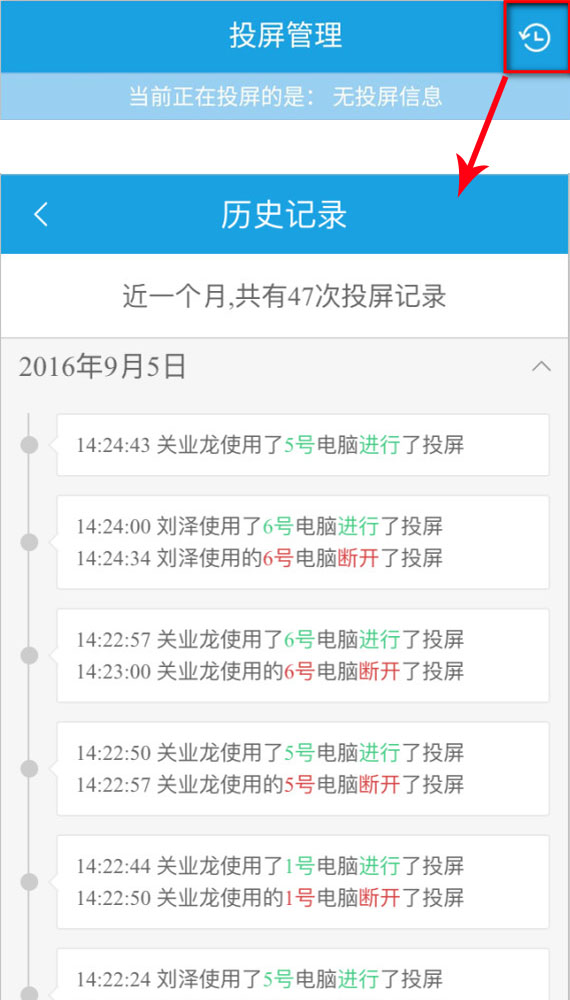 投屏管理
当前正在投屏的是： 无投屏信息
历史记录
近一个月,共有47次投屏记录
2016年9月5日
14:24:43 关业龙使用了5号电脑进行了投屏
14:24:00 刘泽使用了6号电脑进行了投屏
14:24:34 刘泽使用的6号电脑断开了投屏
14:22:57 关业龙使用了6号电脑进行了投屏
14:23:00 关业龙使用的6号电脑断开了投屏
14:22:50 关业龙使用了5号电脑进行了投屏
14:22:57 关业龙使用的5号电脑断开了投屏
14:22:44 关业龙使用了1号电脑进行了投屏
14:22:50 关业龙使用的1号电脑断开了投屏
14:22:24 刘泽使用了5号电脑进行了投屏